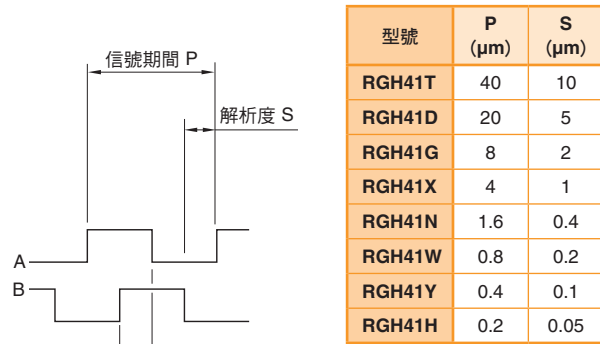 信號期間 P
解析度 S
A
B
型號 P (µm) S (µm)
RGH41T 40 10
RGH41D 20 5
RGH41G 8 2
RGH41X 4 1
RGH41N 1.6 0.4
RGH41W 0.8 0.2
RGH41Y 0.4 0.1
RGH41H 0.2 0.05